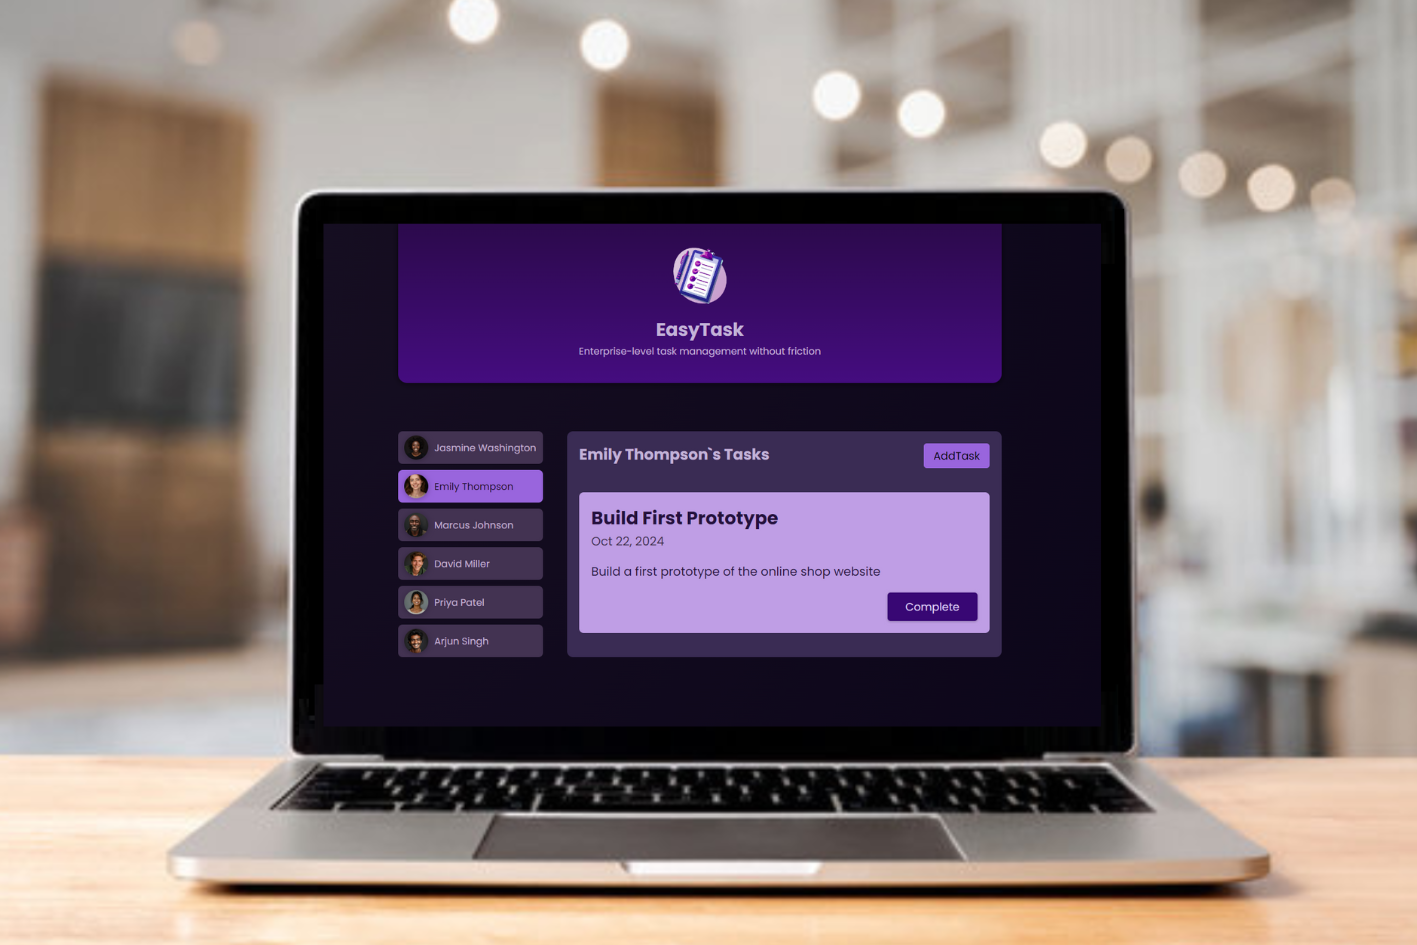 EasyTask
Enterprise-level task management without friction
Jasmine Washington
Emily Thompson
Marcus Johnson
David Miller
Priya Patel
Arjun Singh
Emily Thompson`s Tasks
AddTask
Build First Prototype
Oct 22, 2024
Build a first prototype of the online shop website
Complete